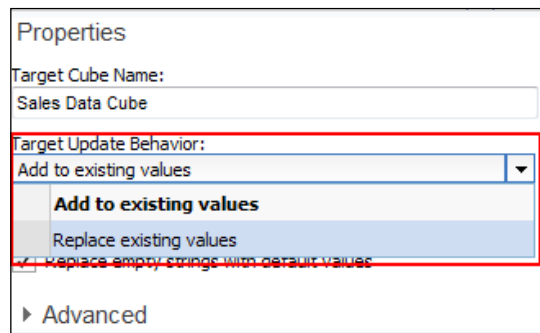 Properties
Target Cube Name:
Sales Data Cube
Target Update Behavior:
Add to existing values
Add to existing values
Replace existing values
Replace empty strings with default values
Advanced